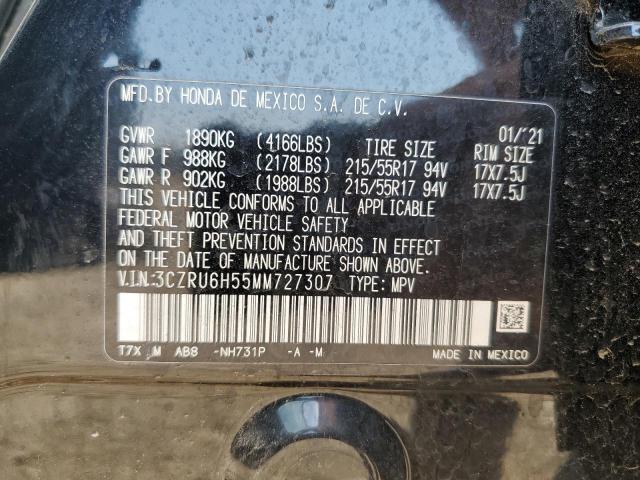 MFD. BY HONDA DE MEXICO S.A. DE C.V.
01/'21
GVWR 1890KG (4166LBS) TIRE SIZE RIM SIZE
GAWR F 988KG (2178LBS) 215/55R17 94V 17X7.5J
GAWR R 902KG (1988LBS) 215/55R17 94V 17X7.5J
THIS VEHICLE CONFORMS TO ALL APPLICABLE
FEDERAL MOTOR VEHICLE SAFETY
AND THEFT PREVENTION STANDARDS IN EFFECT
ON THE DATE OF MANUFACTURE SHOWN ABOVE.
V.I.N:3CZRU6H55MM727307 TYPE: MPV
T7X M AB8 -NH731P -A -M MADE IN MEXICO